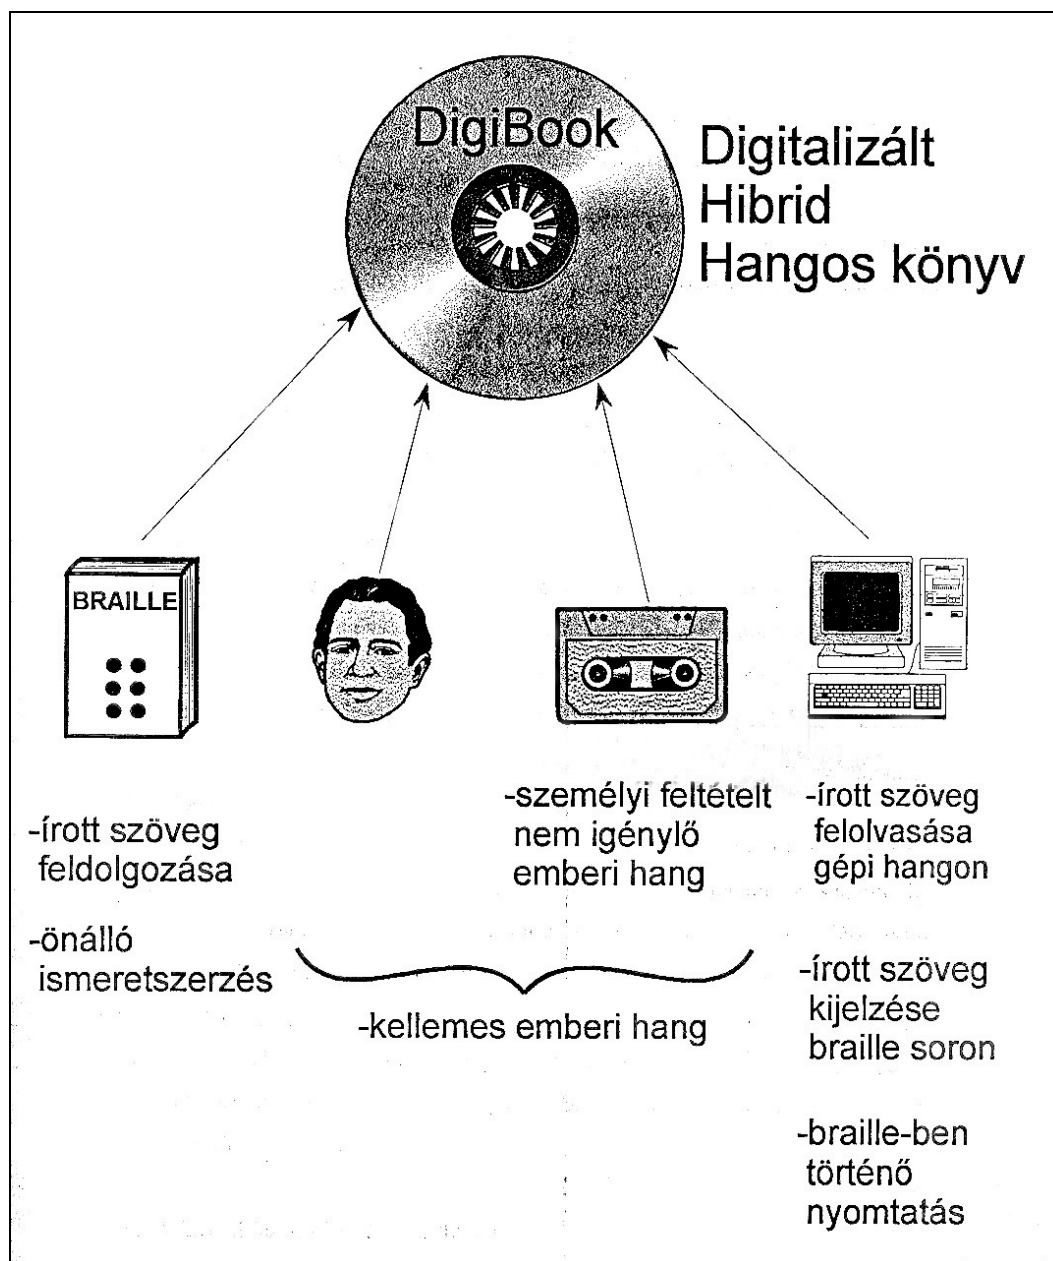 DigiBook
Digitalizált
Hibrid
Hangos könyv
BRAILLE
-írott szöveg
feldolgozása
-önálló
ismeretszerzés
-személyi feltételt
nem igénylő
emberi hang
-kellemes emberi hang
-írott szöveg
felolvasása
gépi hangon
-írott szöveg
kijelzése
braille soron
-braille-ben
történő
nyomtatás